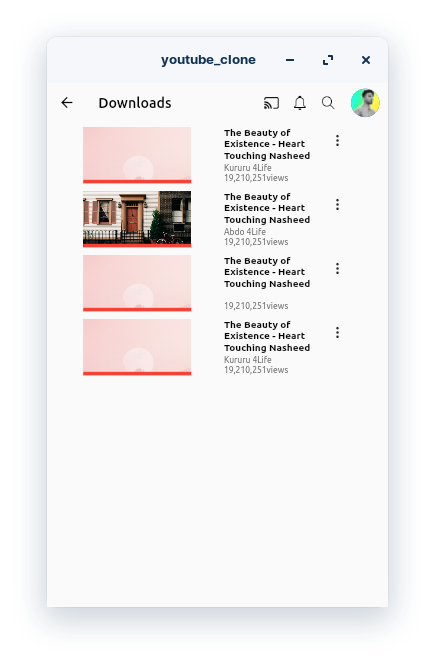 youtube_clone
Downloads
The Beauty of
Existence - Heart
Touching Nasheed
Kururu 4Life
19,210,251views
The Beauty of
Existence - Heart
Touching Nasheed
Abdo 4Life
19,210,251views
The Beauty of
Existence - Heart
Touching Nasheed
19,210,251views
The Beauty of
Existence - Heart
Touching Nasheed
Kururu 4Life
19,210,251views